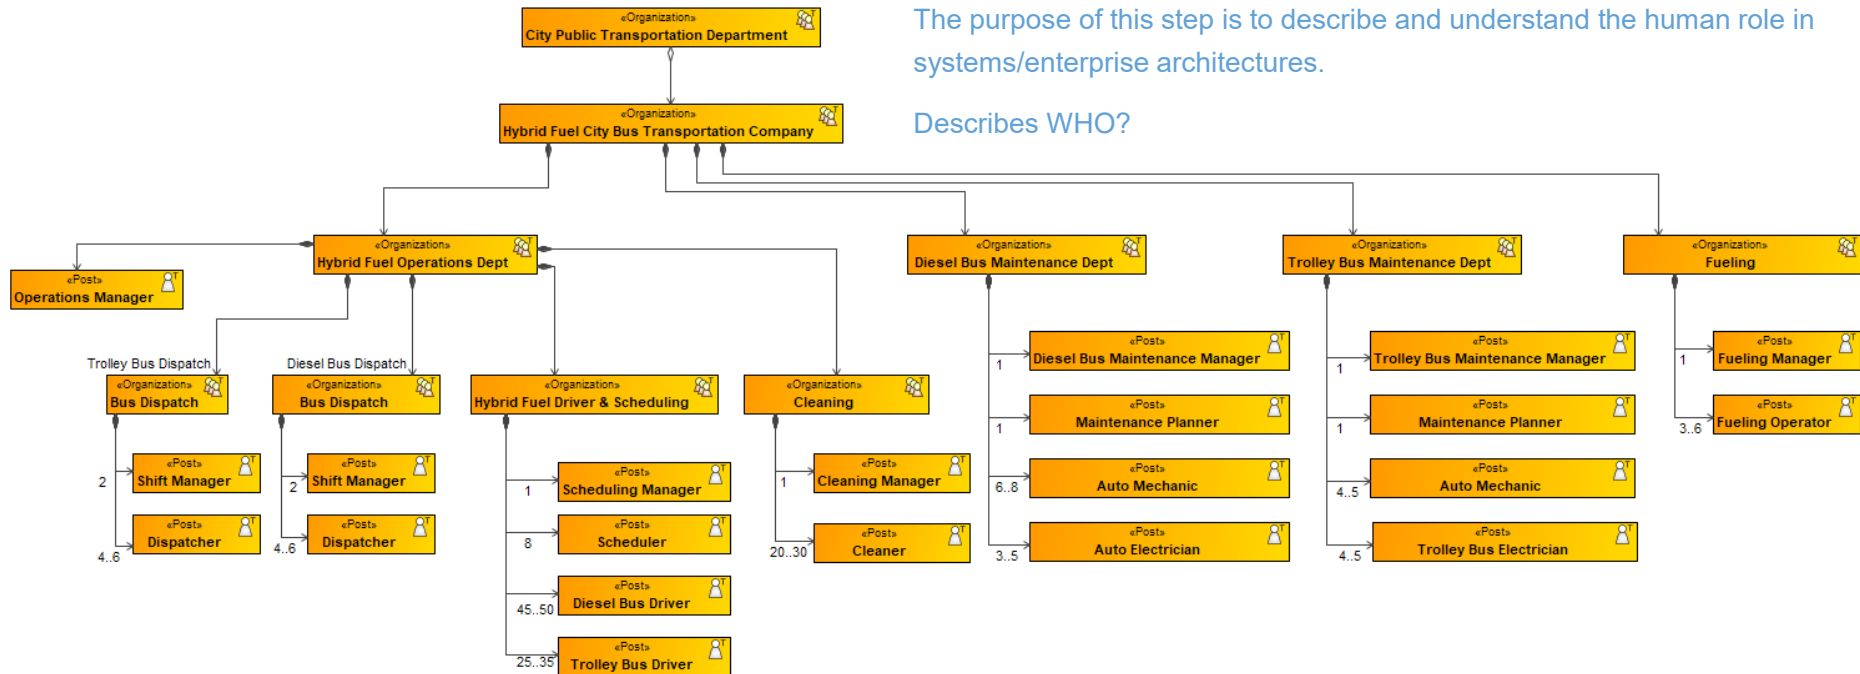 «Organization»
City Public Transportation Department
The purpose of this step is to describe and understand the human role in
systems/enterprise architectures.
Describes WHO?
«Organization»
Hybrid Fuel City Bus Transportation Company
«Organization»
Hybrid Fuel Operations Dept
«Organization»
Diesel Bus Maintenance Dept
«Organization»
Trolley Bus Maintenance Dept
«Organization»
Fueling
«Post»
Operations Manager
Trolley Bus Dispatch
«Organization»
Bus Dispatch
2
«Post»
Shift Manager
4..6
«Post»
Dispatcher
Diesel Bus Dispatch
«Organization»
Bus Dispatch
2
«Post»
Shift Manager
4..6
«Post»
Dispatcher
«Organization»
Hybrid Fuel Driver & Scheduling
1
«Post»
Scheduling Manager
8
«Post»
Scheduler
45..50
«Post»
Diesel Bus Driver
25..35
«Post»
Trolley Bus Driver
«Organization»
Cleaning
1
«Post»
Cleaning Manager
20..30
«Post»
Cleaner
1
«Post»
Diesel Bus Maintenance Manager
1
«Post»
Maintenance Planner
6..8
«Post»
Auto Mechanic
3..5
«Post»
Auto Electrician
1
«Post»
Trolley Bus Maintenance Manager
1
«Post»
Maintenance Planner
4..5
«Post»
Auto Mechanic
4..5
«Post»
Trolley Bus Electrician
1
«Post»
Fueling Manager
3..6
«Post»
Fueling Operator